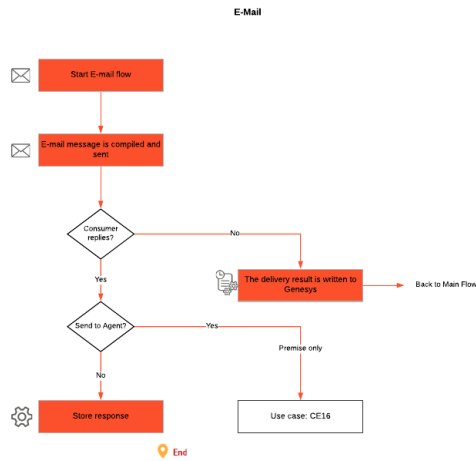 E-Mail
Start E-mail flow
E-mail message is compiled and
sent
Consumer
replies?
No
The delivery result is written to
Genesys
Back to Main Flow
Yes
Send to Agent?
Yes
Premise only
No
Store response
Use case: CE16
End